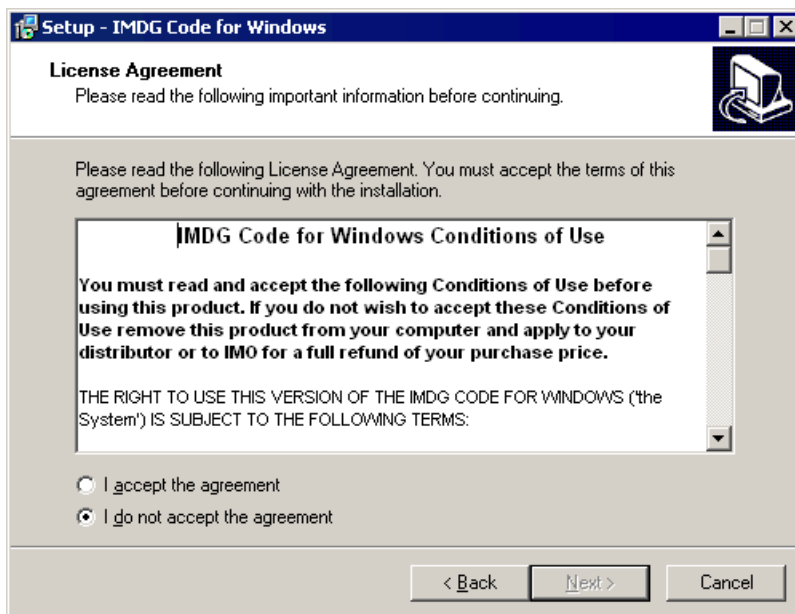 Setup - IMDG Code for Windows
License Agreement
Please read the following important information before continuing.
Please read the following License Agreement. You must accept the terms of this
agreement before continuing with the installation.
IMDG Code for Windows Conditions of Use
You must read and accept the following Conditions of Use before
using this product. If you do not wish to accept these Conditions of
Use remove this product from your computer and apply to your
distributor or to IMO for a full refund of your purchase price.
THE RIGHT TO USE THIS VERSION OF THE IMDG CODE FOR WINDOWS ('the
System') IS SUBJECT TO THE FOLLOWING TERMS:
I accept the agreement
I do not accept the agreement
< Back
Next >
Cancel